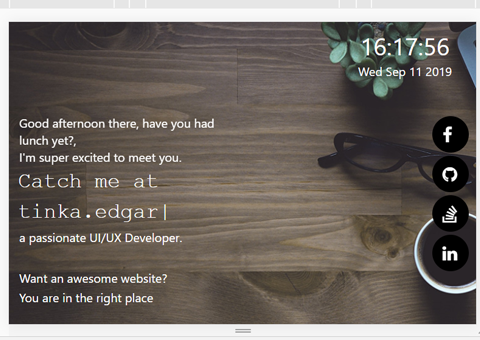 16:17:56
Wed Sep 11 2019
Good afternoon there, have you had
lunch yet?,
I'm super excited to meet you.
Catch me at
tinka.edgar|
a passionate UI/UX Developer.
Want an awesome website?
You are in the right place